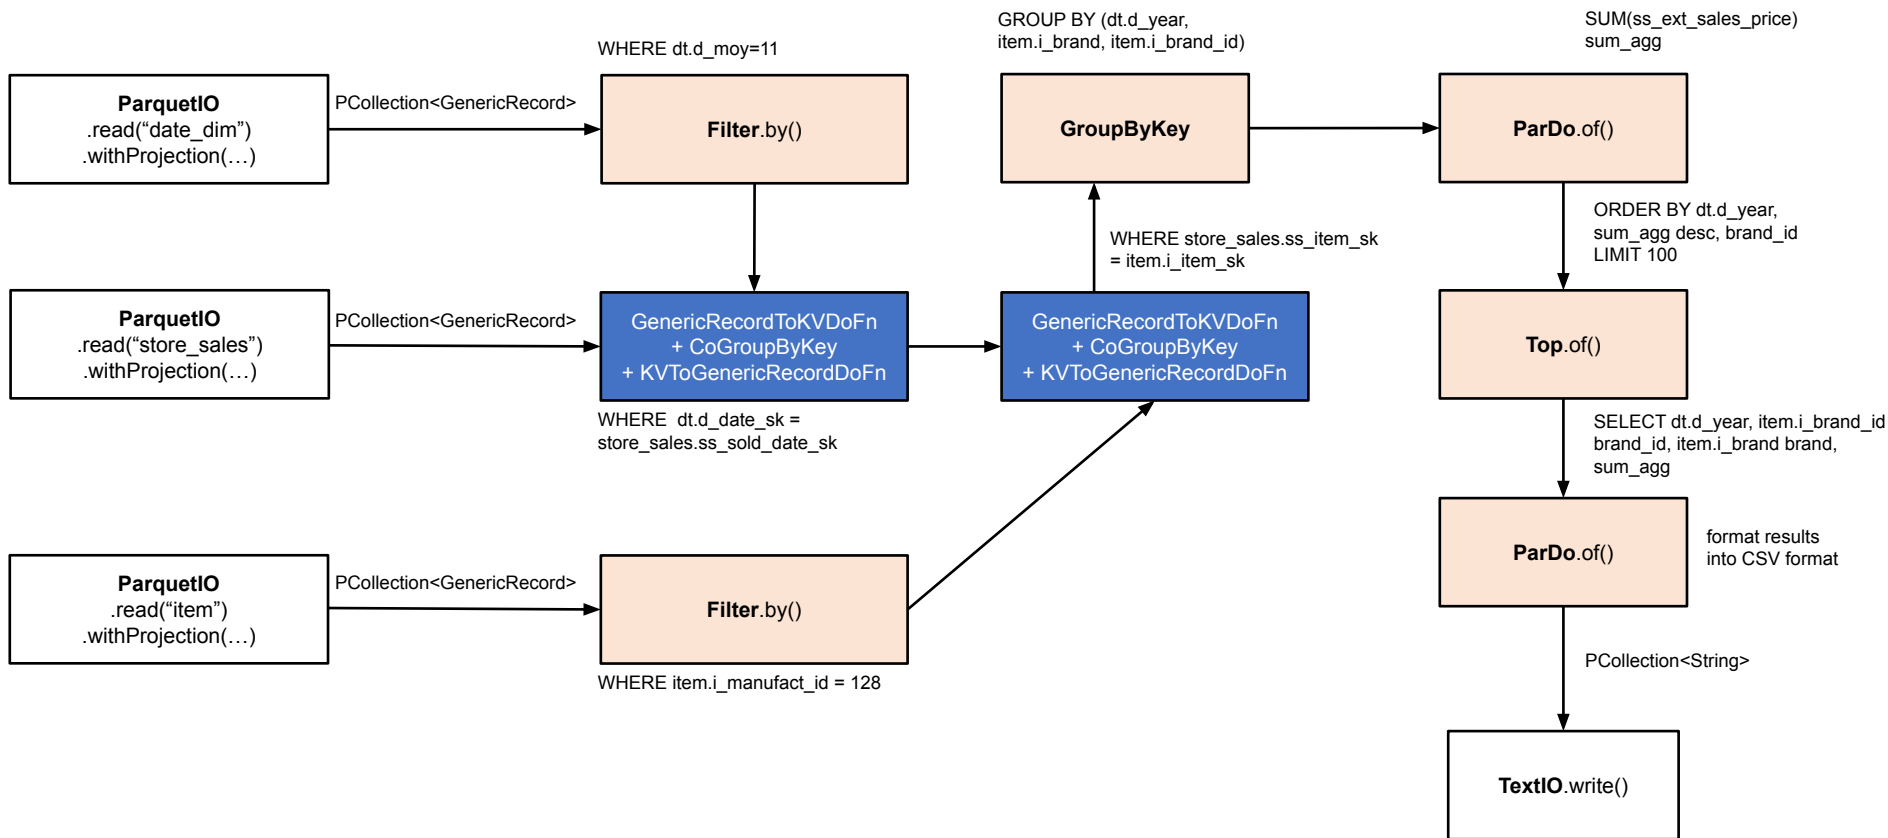 GROUP BY (dt.d_year,
item.i_brand, item.i_brand_id)
SUM(ss_ext_sales_price)
sum_agg
WHERE dt.d_moy=11
ParquetIO
.read(“date_dim”)
.withProjection(…)
PCollection<GenericRecord>
Filter.by()
GroupByKey
ParDo.of()
WHERE store_sales.ss_item_sk
= item.i_item_sk
ORDER BY dt.d_year,
sum_agg desc, brand_id
LIMIT 100
ParquetIO
.read(“store_sales”)
.withProjection(…)
PCollection<GenericRecord>
GenericRecordToKVDoFn
+ CoGroupByKey
+ KVToGenericRecordDoFn
GenericRecordToKVDoFn
+ CoGroupByKey
+ KVToGenericRecordDoFn
Top.of()
WHERE  dt.d_date_sk =
store_sales.ss_sold_date_sk
SELECT dt.d_year, item.i_brand_id
brand_id, item.i_brand brand,
sum_agg
ParquetIO
.read(“item”)
.withProjection(…)
PCollection<GenericRecord>
Filter.by()
WHERE item.i_manufact_id = 128
ParDo.of()
format results
into CSV format
PCollection<String>
TextIO.write()